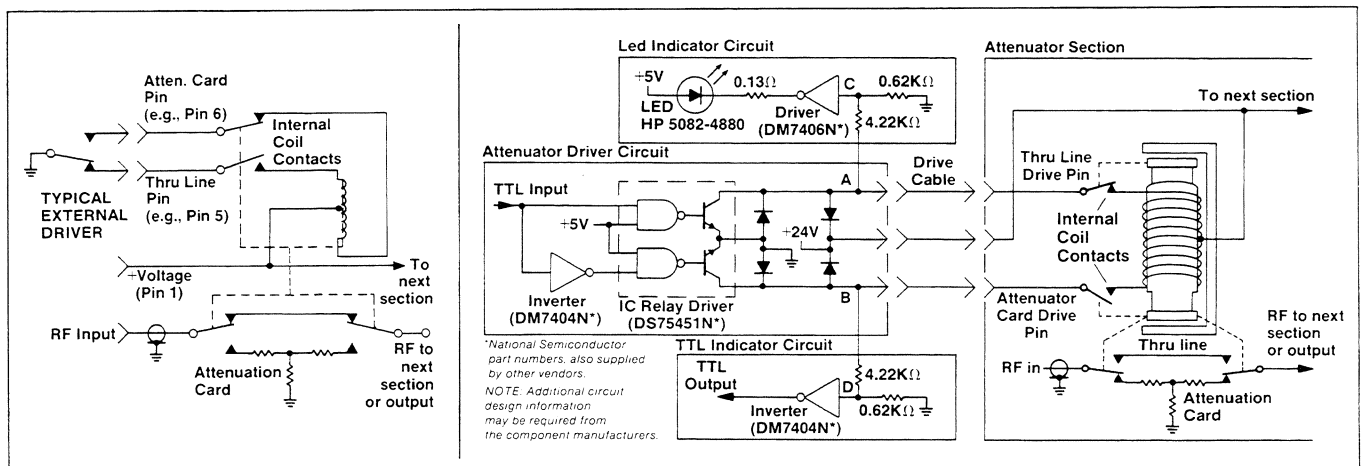 Atten. Card
Pin
(e.g., Pin 6)
Internal
Coil
Contacts
TYPICAL
EXTERNAL
DRIVER
Thru Line
Pin
(e.g., Pin 5)
+Voltage
(Pin 1)
To
next
section
RF Input
Attenuation
Card
RF to
next
section
or output
Led Indicator Circuit
+5V
LED
HP 5082-4880
0.13Ω
C
Driver
(DM7406N*)
0.62KΩ
4.22KΩ
Attenuator Driver Circuit
TTL Input
+5V
Inverter
(DM7404N*)
IC Relay Driver
(DS75451N*)
+24V
A
B
Drive
Cable
*National Semiconductor
part numbers, also supplied
by other vendors.
NOTE. Additional circuit
design information
may be required from
the component manufacturers.
TTL Indicator Circuit
TTL
Output
D
4.22KΩ
0.62KΩ
Inverter
(DM7404N*)
Attenuator Section
To next section
Thru Line
Drive Pin
Internal
Coil
Contacts
Attenuator
Card Drive
Pin
Thru line
RF to next
section
or output
RF in
Attenuation
Card